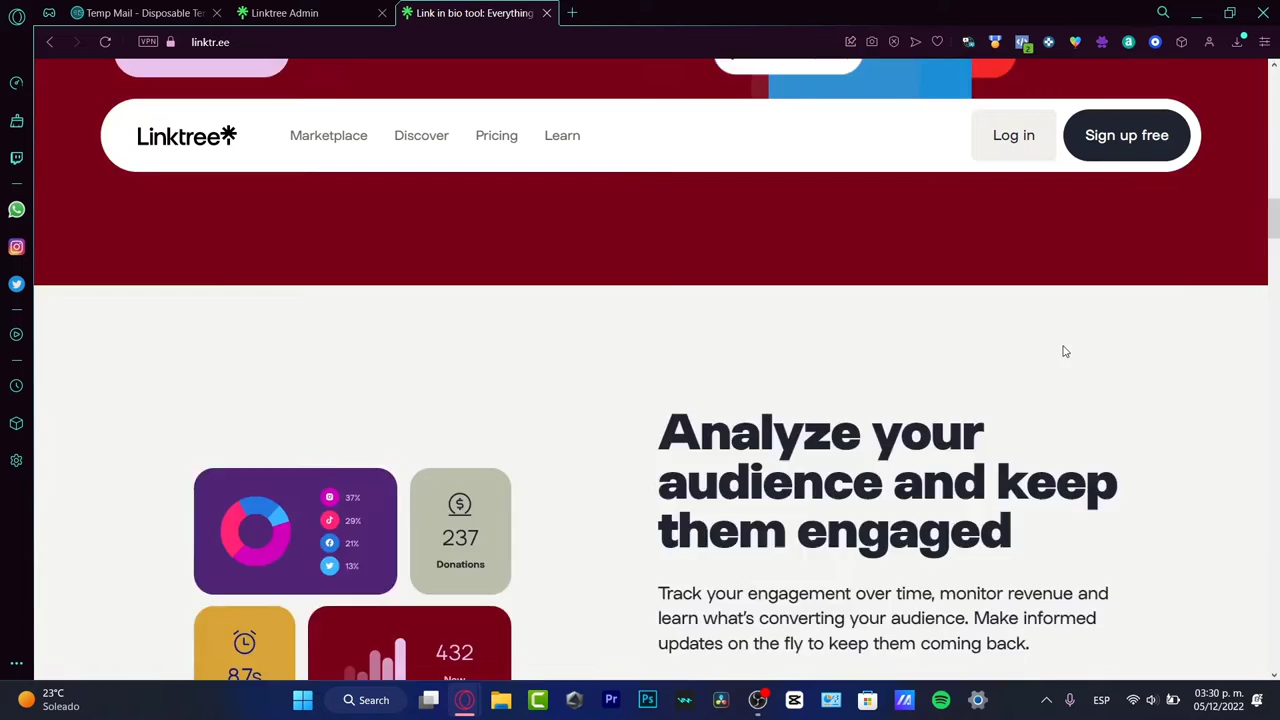 Temp Mail - Disposable Te
Linktree Admin
Link in bio tool: Everything
VPN
linktr.ee
2
Linktree
Marketplace
Discover
Pricing
Learn
Log in
Sign up free
Analyze your
audience and keep
them engaged
37%
29%
21%
13%
237
Donations
Track your engagement over time, monitor revenue and
learn what's converting your audience. Make informed
updates on the fly to keep them coming back.
432
23°C
Soleado
Search
Pr
Ps
ESP
03:30 p. m.
05/12/2022